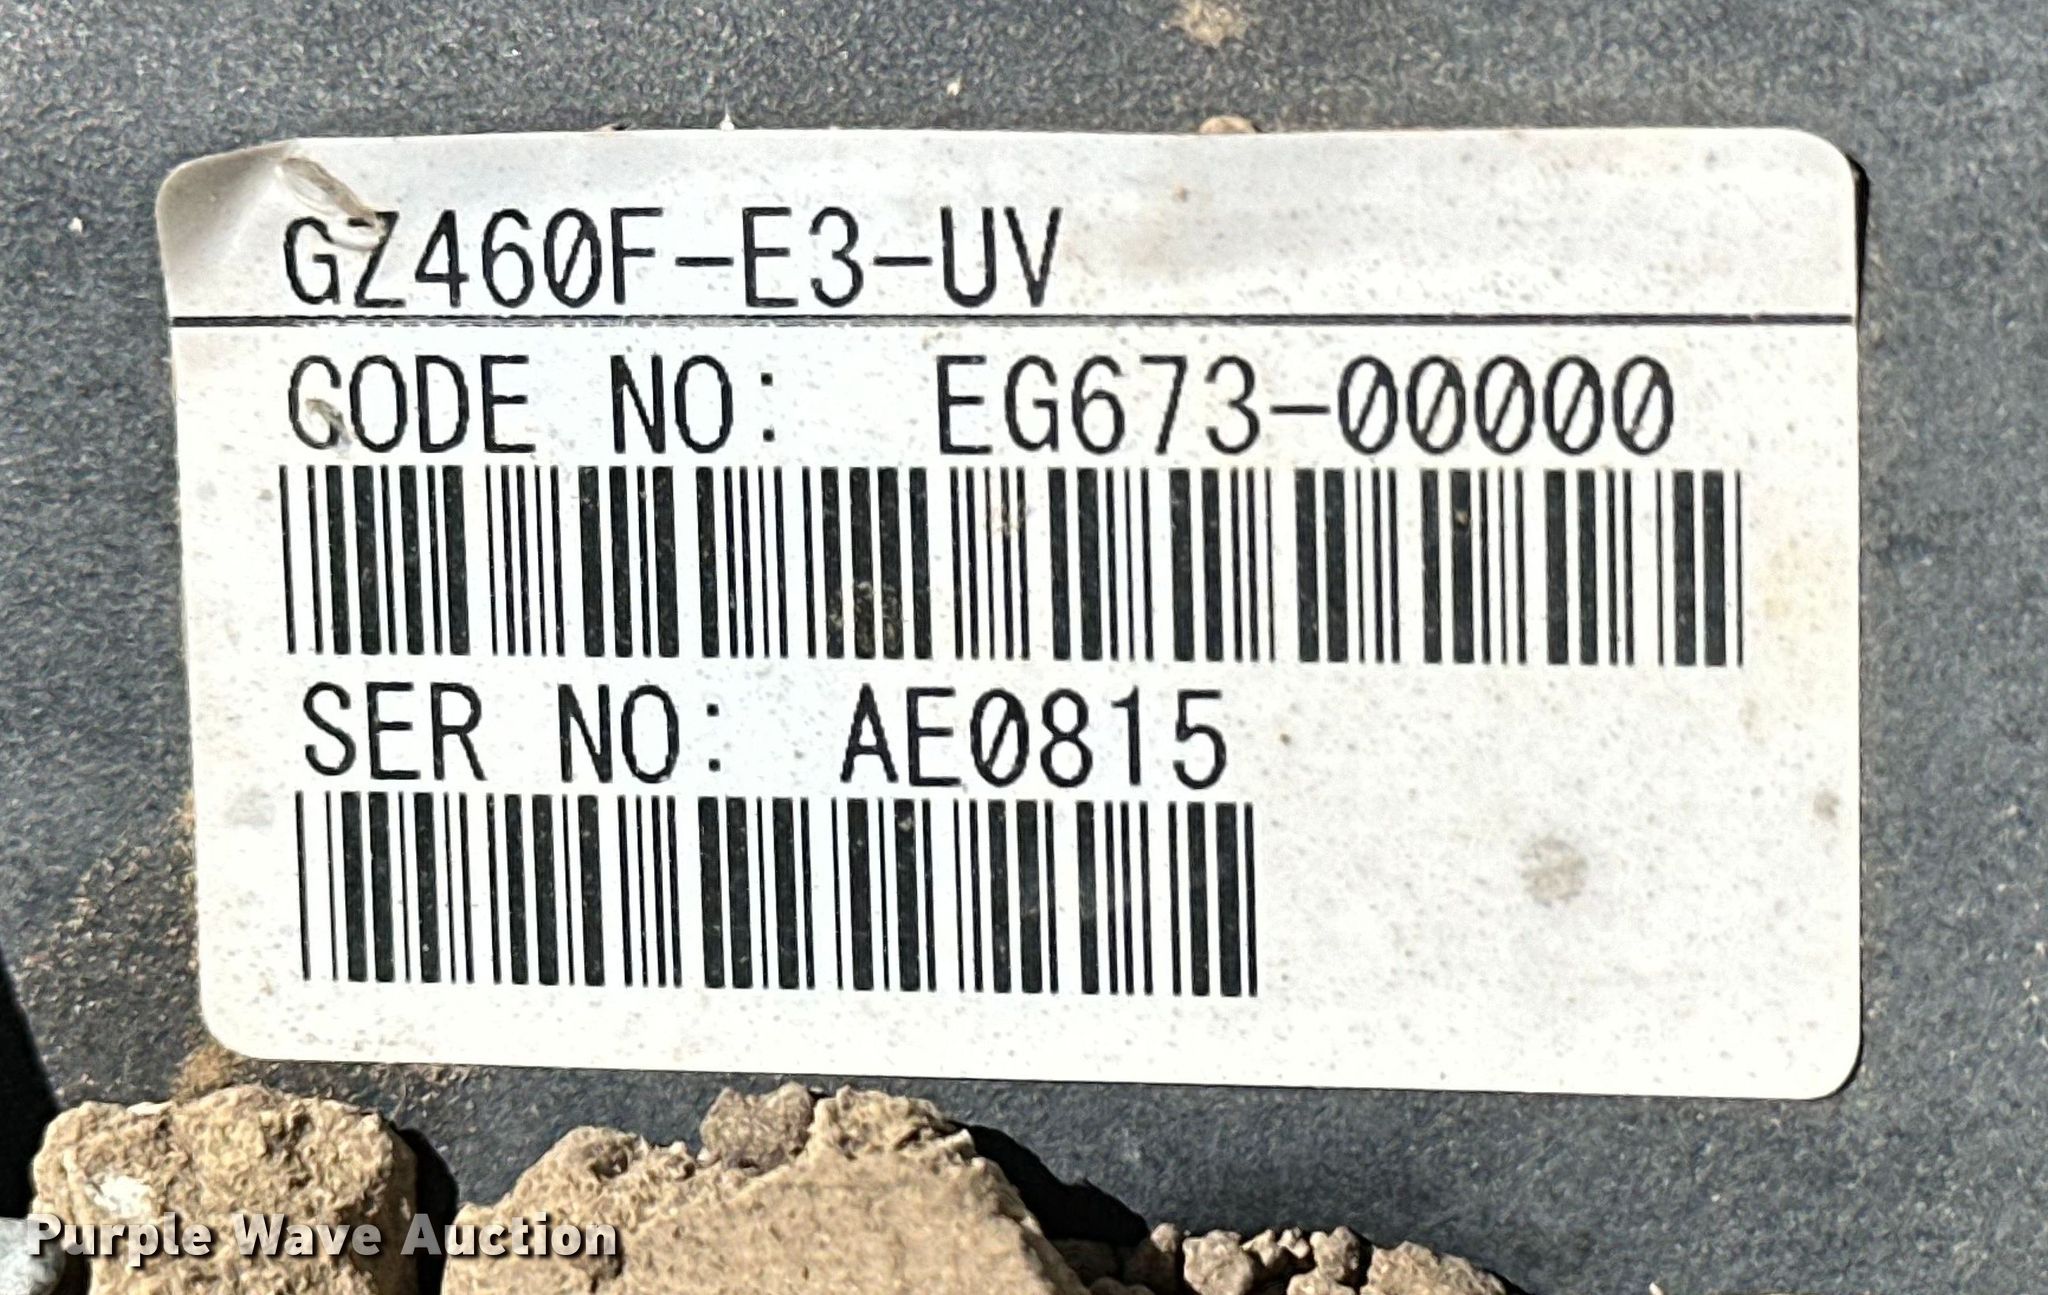 GZ460F-E3-UV
CODE NO: EG673-00000
SER NO: AE0815
Purple Wave Auction